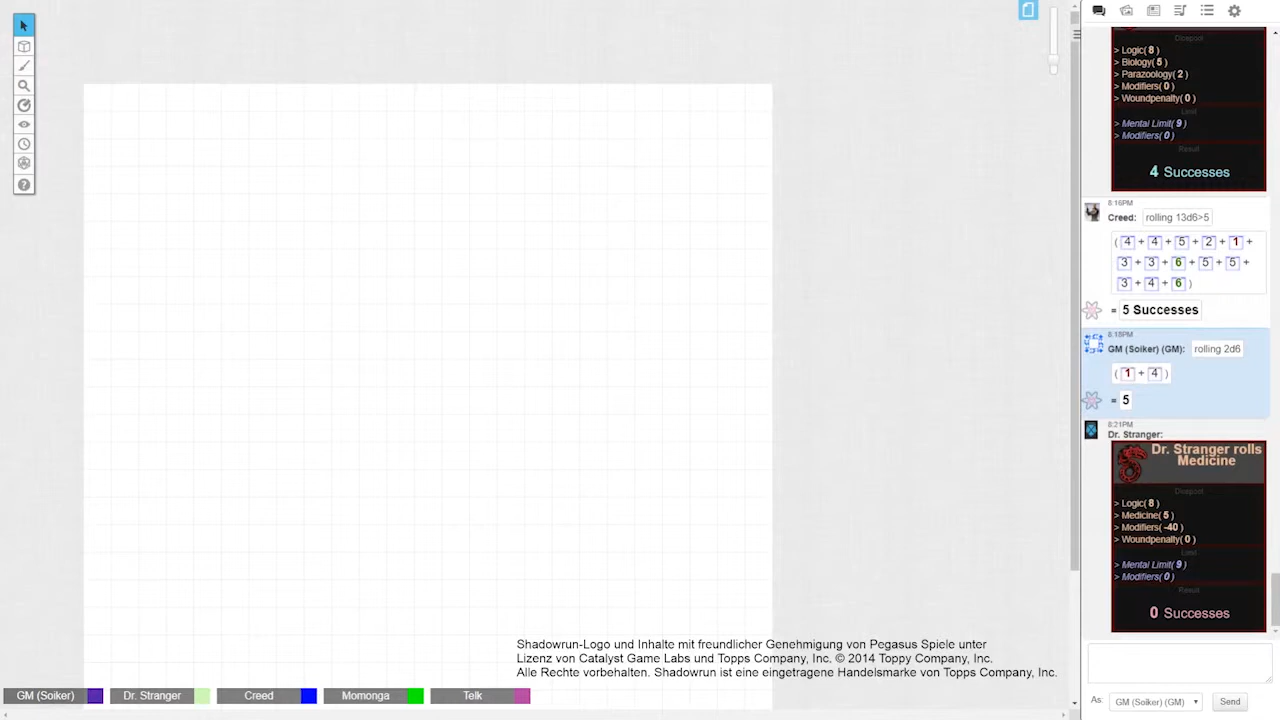 Dicepool
> Logic( 8 )
> Biology( 5 )
> Parazoology( 2 )
> Modifiers( 0 )
> Woundpenalty( 0 )
Limit
> Mental Limit( 9 )
> Modifiers( 0 )
Result
4 Successes
8:16PM
Creed: rolling 13d6>5
( 4 + 4 + 5 + 2 + 1 +
3 + 3 + 6 + 5 + 5 +
3 + 4 + 6 )
= 5 Successes
8:18PM
GM (Soiker) (GM): rolling 2d6
( 1 + 4 )
= 5
8:21PM
Dr. Stranger:
Dr. Stranger rolls
Medicine
Dicepool
> Logic( 8 )
> Medicine( 5 )
> Modifiers( -40 )
> Woundpenalty( 0 )
Limit
> Mental Limit( 9 )
> Modifiers( 0 )
Result
0 Successes
Shadowrun-Logo und Inhalte mit freundlicher Genehmigung von Pegasus Spiele unter
Lizenz von Catalyst Game Labs und Topps Company, Inc. © 2014 Toppy Company, Inc.
Alle Rechte vorbehalten. Shadowrun ist eine eingetragene Handelsmarke von Topps Company, Inc.
GM (Soiker) Dr. Stranger Creed Momonga Telk
As: GM (Soiker) (GM) Send